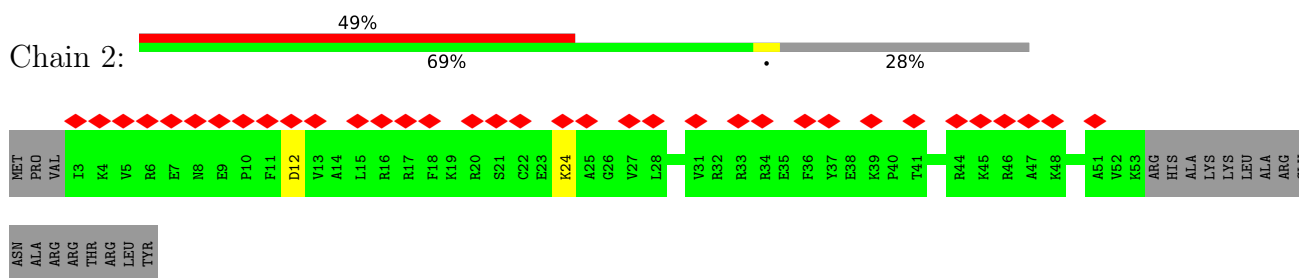 49%
Chain 2:
69%
•
28%
MET
PRO
VAL
I3
K4
V5
R6
E7
N8
E9
P10
F11
D12
V13
A14
L15
R16
R17
F18
K19
R20
S21
C22
E23
K24
A25
G26
V27
L28
V31
R32
R33
R34
E35
F36
Y37
E38
K39
P40
T41
R44
K45
R46
A47
K48
A51
V52
K53
ARG
HIS
ALA
LYS
LYS
LEU
ALA
ARG
ASN
ALA
ARG
ARG
THR
ARG
LEU
TYR